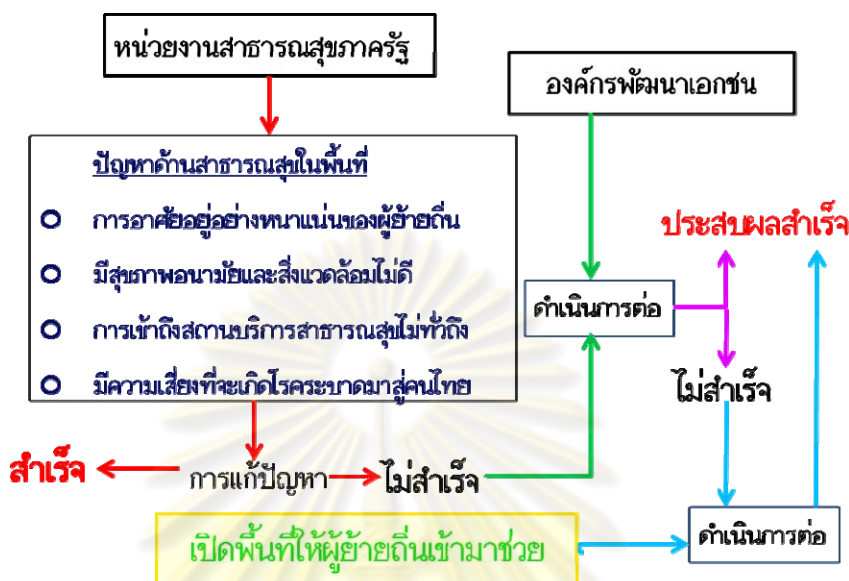 หน่วยงานสาธารณสุขภาครัฐ
องค์กรพัฒนาเอกชน
ปัญหาด้านสาธารณสุขในพื้นที่
การอาศัยอยู่อย่างหนาแน่นของผู้ย้ายถิ่น
มีสุขภาพอนามัยและสิ่งแวดล้อมไม่ดี
การเข้าถึงสถานบริการสาธารณสุขไม่ทั่วถึง
มีความเสี่ยงที่จะเกิดโรคระบาดมาสู่คนไทย
ประสบผลสำเร็จ
ดำเนินการต่อ
ไม่สำเร็จ
สำเร็จ
การแก้ปัญหา
ไม่สำเร็จ
เปิดพื้นที่ให้ผู้ย้ายถิ่นเข้ามาช่วย
ดำเนินการต่อ